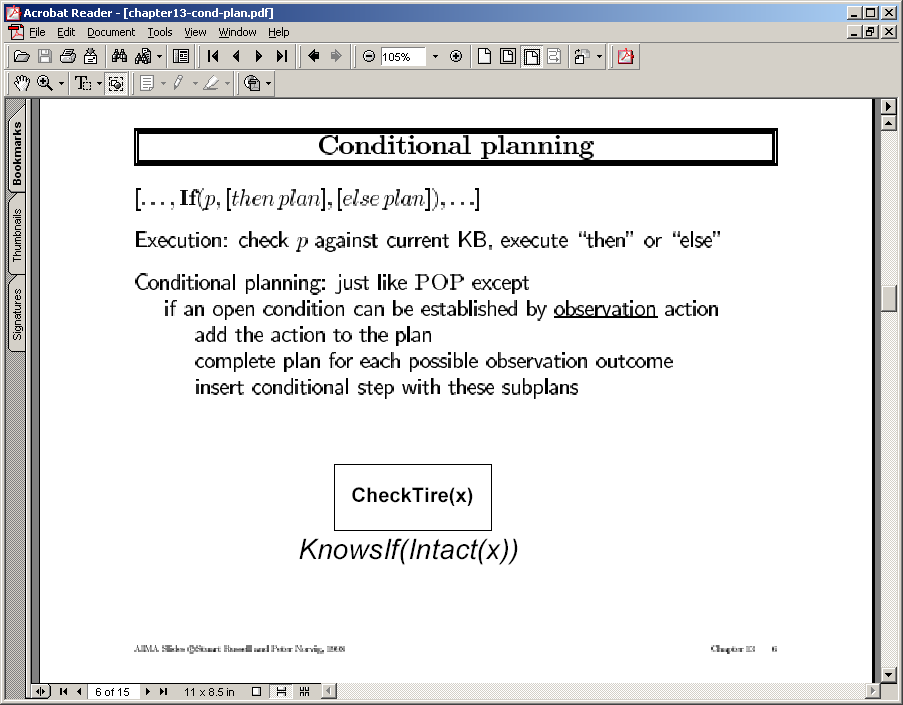 Acrobat Reader - [chapter13-cond-plan.pdf]
File Edit Document Tools View Window Help
105%
Bookmarks
Thumbnails
Signatures
Conditional planning
[. . . , If(p, [then plan], [else plan]), . . .]
Execution: check p against current KB, execute “then” or “else”
Conditional planning: just like POP except
if an open condition can be established by observation action
add the action to the plan
complete plan for each possible observation outcome
insert conditional step with these subplans
CheckTire(x)
KnowsIf(Intact(x))
AIMA Slides ©Stuart Russell and Peter Norvig, 1998 Chapter 13 6
6 of 15 11 x 8.5 in